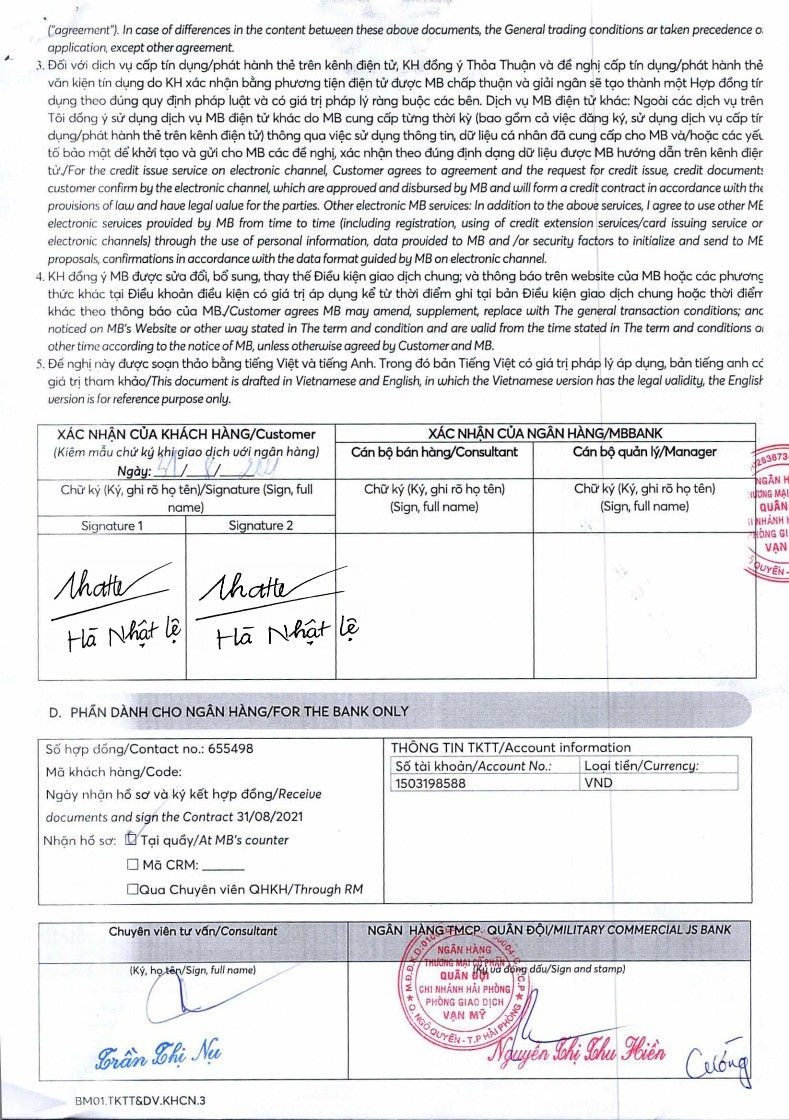 ("agreement"). In case of differences in the content between these above documents, the General trading conditions ar taken precedence o
application, except other agreement.
3. Đối với dịch vụ cấp tín dụng/phát hành thẻ trên kênh điện tử, KH đồng ý Thỏa Thuận và đề nghị cấp tín dụng/phát hành thẻ
văn kiện tín dụng do KH xác nhận bằng phương tiện điện tử được MB chấp thuận và giải ngân sẽ tạo thành một Hợp đồng tín
dụng theo đúng quy định pháp luật và có giá trị pháp lý ràng buộc các bên. Dịch vụ MB điện tử khác: Ngoài các dịch vụ trên
Tôi đồng ý sử dụng dịch vụ MB điện tử khác do MB cung cấp từng thời kỳ (bao gồm cả việc đăng ký, sử dụng dịch vụ cấp tín
dụng/phát hành thẻ trên kênh điện tử) thông qua việc sử dụng thông tin, dữ liệu cá nhân đã cung cấp cho MB và/hoặc các yếu
tố bảo mật để khởi tạo và gửi cho MB các đề nghị, xác nhận theo đúng định dạng dữ liệu được MB hướng dẫn trên kênh điện
tử./For the credit issue service on electronic channel, Customer agrees to agreement and the request for credit issue, credit documents
customer confirm by the electronic channel, which are approved and disbursed by MB and will form a credit contract in accordance with the
provisions of law and have legal value for the parties. Other electronic MB services: In addition to the above services, I agree to use other MB
electronic services provided by MB from time to time (including registration, using of credit extension services/card issuing service on
electronic channels) through the use of personal information, data provided to MB and /or security factors to initialize and send to MB
proposals, confirmations in accordance with the data format guided by MB on electronic channel.
4. KH đồng ý MB được sửa đổi, bổ sung, thay thế Điều kiện giao dịch chung; và thông báo trên website của MB hoặc các phương
thức khác tại Điều khoản điều kiện có giá trị áp dụng kể từ thời điểm ghi tại bản Điều kiện giao dịch chung hoặc thời điểm
khác theo thông báo của MB./Customer agrees MB may amend, supplement, replace with The general transaction conditions; and
noticed on MB's Website or other way stated in The term and condition and are valid from the time stated in The term and conditions o
other time according to the notice of MB, unless otherwise agreed by Customer and MB.
5. Đề nghị này được soạn thảo bằng tiếng Việt và tiếng Anh. Trong đó bản Tiếng Việt có giá trị pháp lý áp dụng, bản tiếng anh có
giá trị tham khảo/This document is drafted in Vietnamese and English, in which the Vietnamese version has the legal validity, the English
version is for reference purpose only.
XÁC NHẬN CỦA KHÁCH HÀNG/Customer
(Kiêm mẫu chữ ký khi giao dịch với ngân hàng)
Ngày: 31/8/2021
XÁC NHẬN CỦA NGÂN HÀNG/MBBANK
Cán bộ bán hàng/Consultant
Cán bộ quản lý/Manager
Chữ ký (Ký, ghi rõ họ tên)/Signature (Sign, full
name)
Chữ ký (Ký, ghi rõ họ tên)
(Sign, full name)
Chữ ký (Ký, ghi rõ họ tên)
(Sign, full name)
Signature 1
Signature 2
Hà Nhật Lệ
Hà Nhật Lệ
NGÂN H
QUÂN
VẠN
D. PHẦN DÀNH CHO NGÂN HÀNG/FOR THE BANK ONLY
Số hợp đồng/Contact no.: 655498
Mã khách hàng/Code:
Ngày nhận hồ sơ và ký kết hợp đồng/Receive
documents and sign the Contract 31/08/2021
Nhận hồ sơ: ☐ Tại quầy/At MB's counter
☐ Mã CRM: ______
☐Qua Chuyên viên QHKH/Through RM
THÔNG TIN TKTT/Account information
Số tài khoản/Account No.:
Loại tiền/Currency:
1503198588
VND
Chuyên viên tư vấn/Consultant
NGÂN HÀNG TMCP QUÂN ĐỘI/MILITARY COMMERCIAL JS BANK
(Ký, họ tên/Sign, full name)
(Ký và đóng dấu/Sign and stamp)
NGÂN HÀNG
THƯƠNG MẠI CỔ PHẦN
QUÂN ĐỘI
CHI NHÁNH HẢI PHÒNG
PHÒNG GIAO DỊCH
VẠN MỸ
Q. NGÔ QUYỀN - T.P HẢI PHÒNG
Trần Thị Nụ
Nguyễn Thị Thu Hiền
BM01.TKTT&DV.KHCN.3